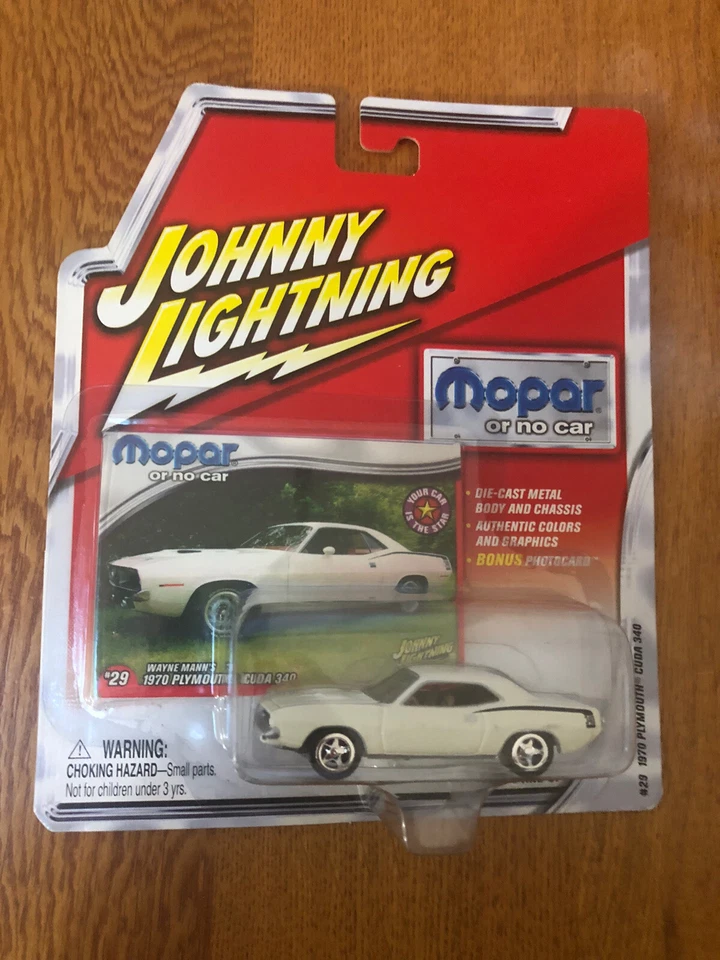 JOHNNY
LIGHTNING
Mopar
or no car
Mopar
or no car
YOUR CAR
IS THE STAR
• DIE-CAST METAL
BODY AND CHASSIS
• AUTHENTIC COLORS
AND GRAPHICS
• BONUS PHOTOCARD™
JOHNNY
LIGHTNING
#29
WAYNE MANN'S
1970 PLYMOUTH® CUDA 340
⚠ WARNING:
CHOKING HAZARD—Small parts.
Not for children under 3 yrs.
#29 1970 PLYMOUTH® CUDA 340